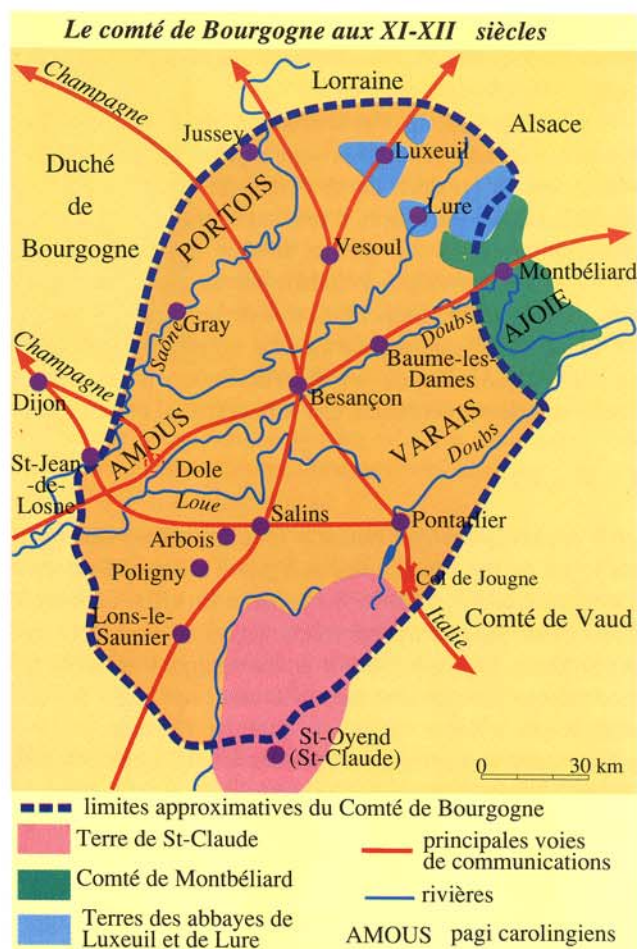 Le comté de Bourgogne aux XI-XII siècles
Champagne
Lorraine
Alsace
Jussey
Luxeuil
Duché
de
Bourgogne
PORTOIS
Lure
Vesoul
Montbéliard
Gray
Saône
Doubs
AJOIE
Champagne
Baume-les-
Dames
Dijon
Besançon
AMOUS
VARAIS
St-Jean
-de-
Losne
Dole
Doubs
Loue
Salins
Pontarlier
Arbois
Poligny
Col de Jougne
Lons-le-
Saunier
Italie
Comté de Vaud
St-Oyend
(St-Claude)
0 30 km
limites approximatives du Comté de Bourgogne
Terre de St-Claude
principales voies
de communications
Comté de Montbéliard
rivières
Terres des abbayes de
Luxeuil et de Lure
AMOUS pagi carolingiens